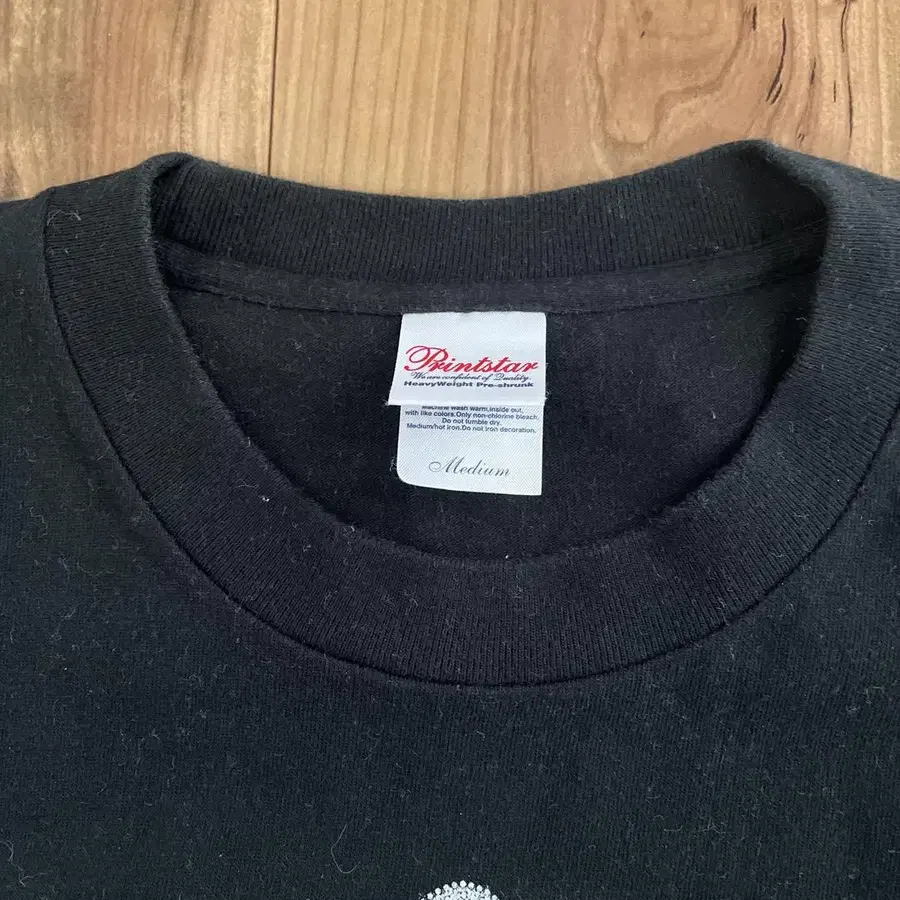 Printstar
We are confident of Quality.
HeavyWeight Pre-shrunk
Machine wash warm,inside out,
with like colors.Only non-chlorine bleach.
Do not tumble dry.
Medium/hot iron.Do not iron decoration.
Medium